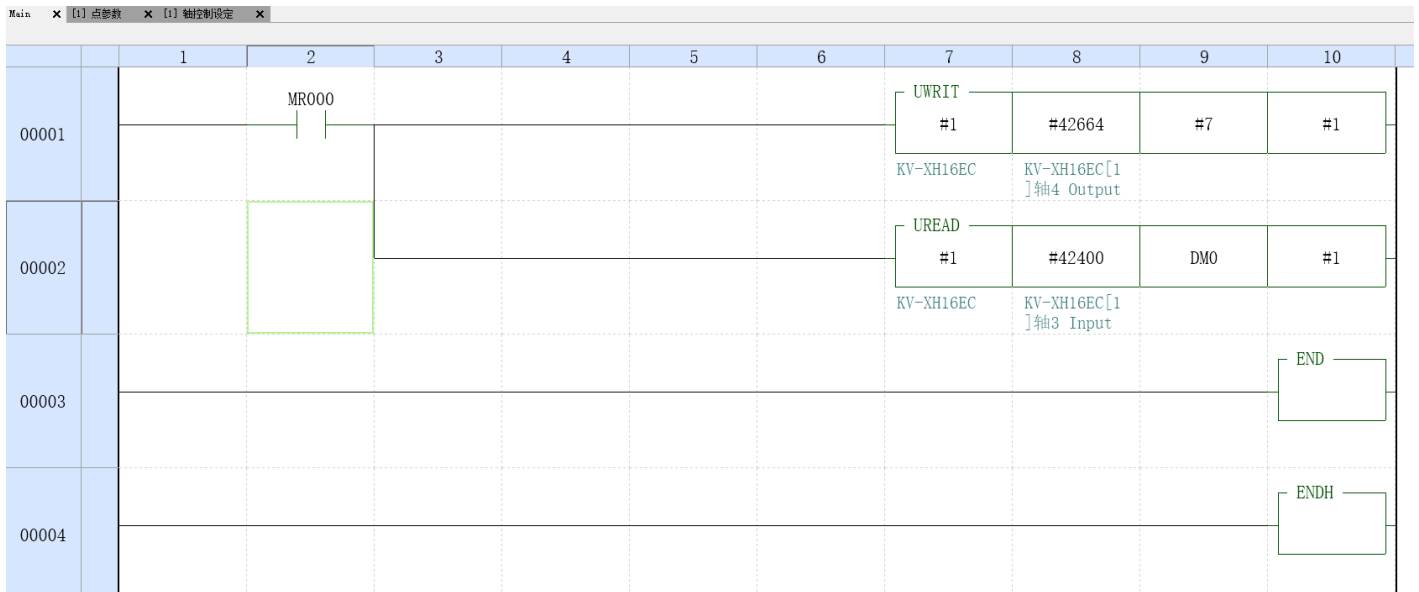 Main × [1] 点参数 × [1] 轴控制设定 ×
1 2 3 4 5 6 7 8 9 10
MR000
UWRIT
00001
#1 #42664 #7 #1
KV-XH16EC
KV-XH16EC[1
]轴4 Output
UREAD
00002
#1 #42400 DM0 #1
KV-XH16EC
KV-XH16EC[1
]轴3 Input
END
00003
ENDH
00004